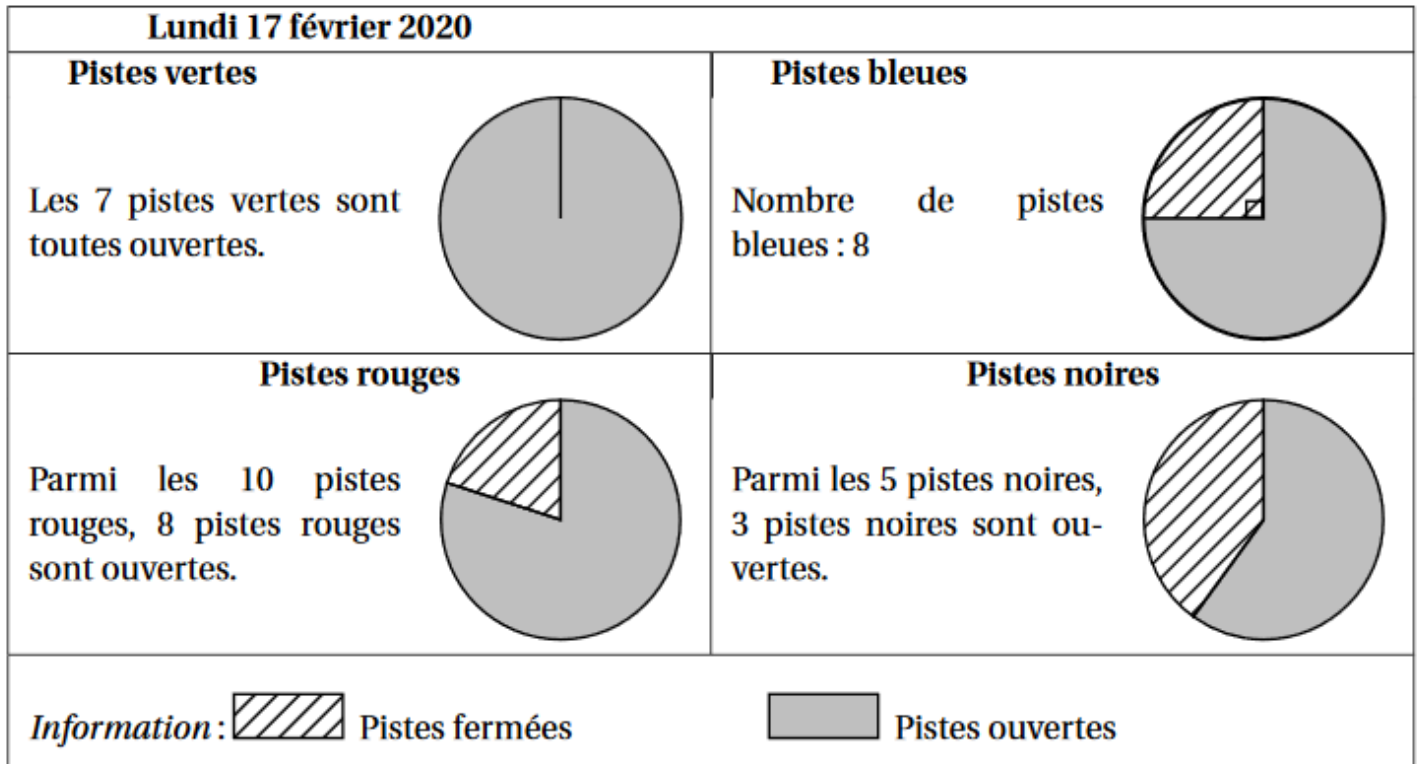 Lundi 17 février 2020
Pistes vertes
Les 7 pistes vertes sont
toutes ouvertes.
Pistes bleues
Nombre de pistes
bleues : 8
Pistes rouges
Parmi les 10 pistes
rouges, 8 pistes rouges
sont ouvertes.
Pistes noires
Parmi les 5 pistes noires,
3 pistes noires sont ou-
vertes.
Information : Pistes fermées Pistes ouvertes